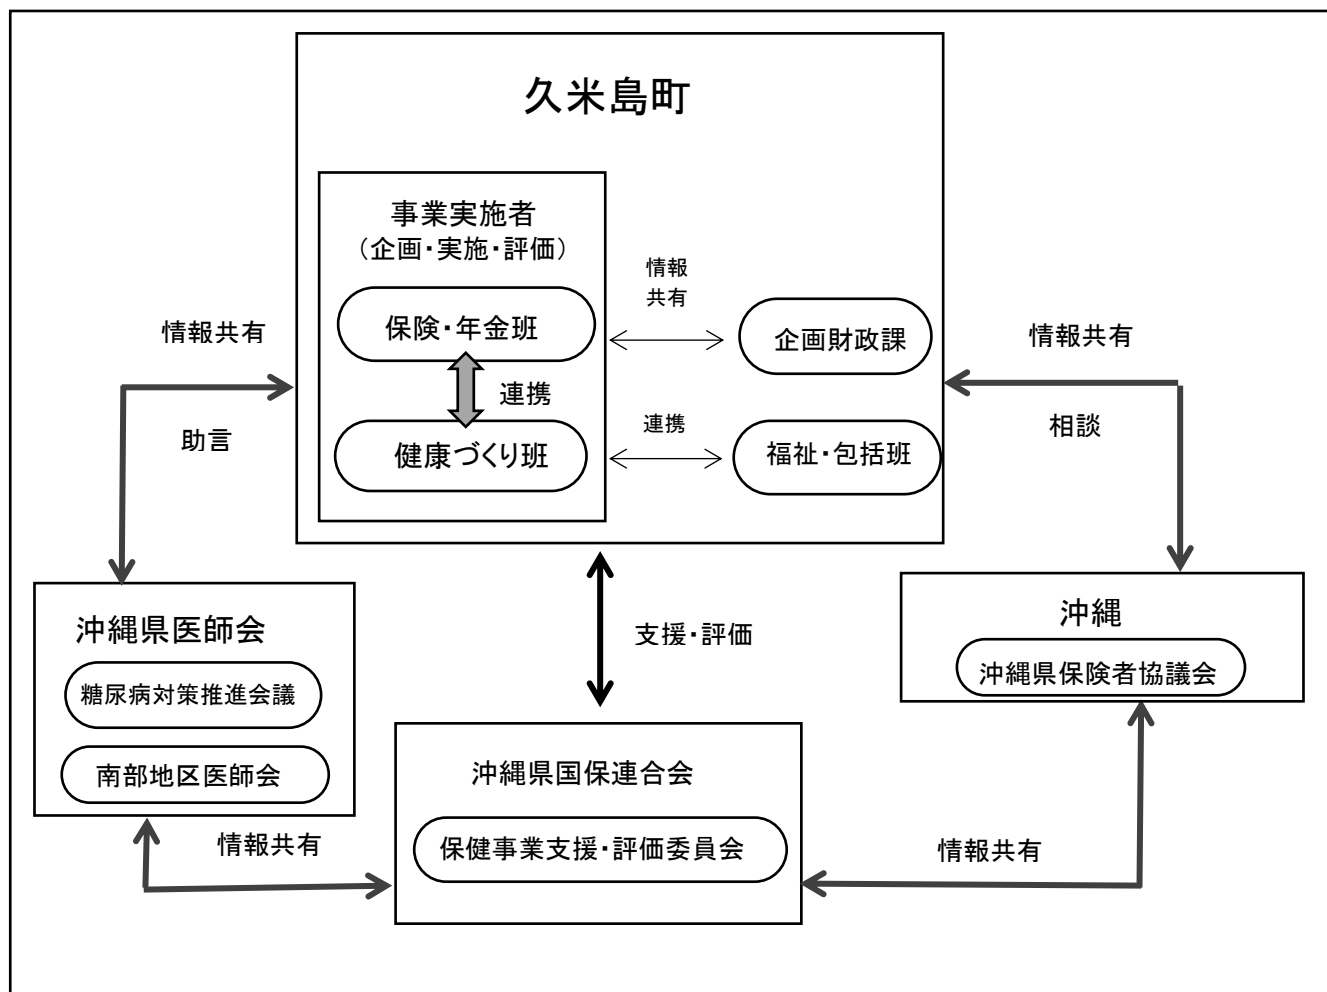 久米島町
事業実施者
（企画・実施・評価）
保険・年金班
連携
健康づくり班
情報
共有
企画財政課
連携
福祉・包括班
情報共有
助言
情報共有
相談
沖縄県医師会
糖尿病対策推進会議
南部地区医師会
支援・評価
沖縄
沖縄県保険者協議会
沖縄県国保連合会
保健事業支援・評価委員会
情報共有
情報共有